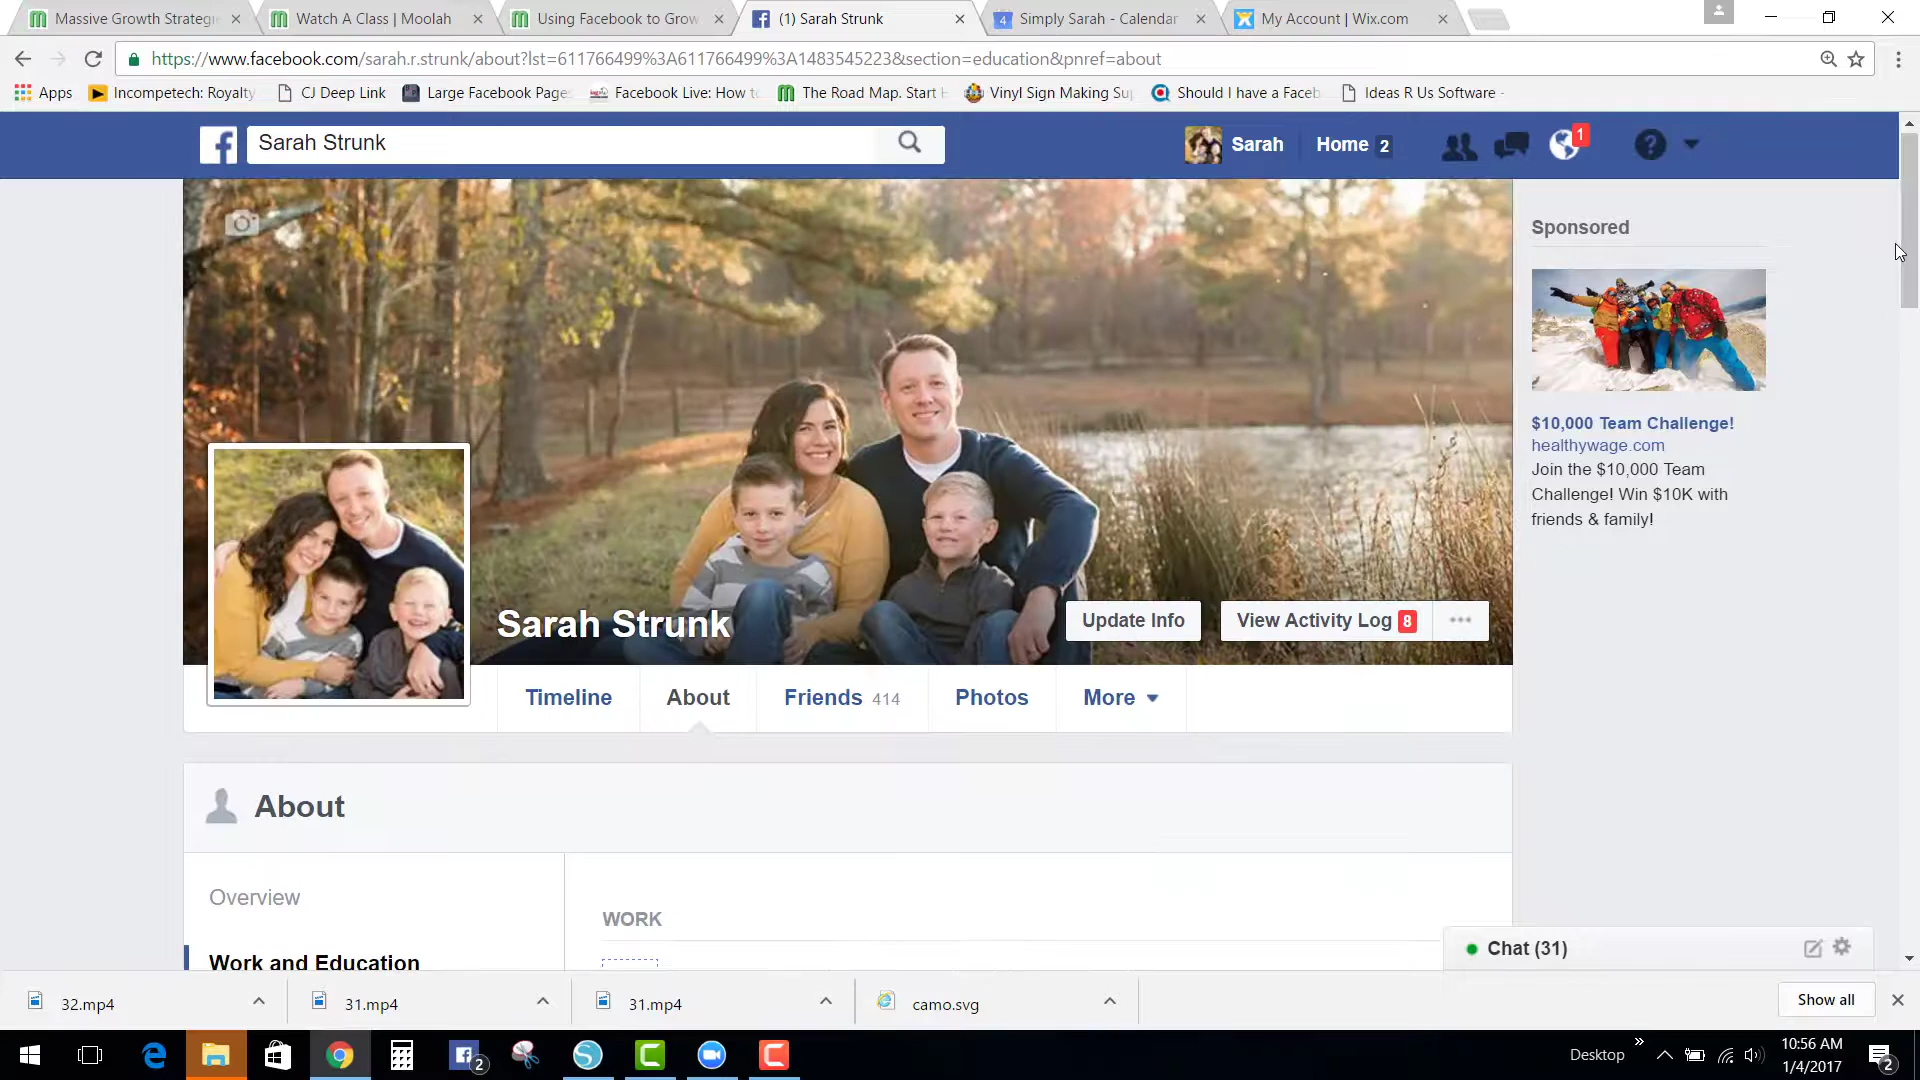 Massive Growth Strategi
Watch A Class | Moolah
Using Facebook to Grow
(1) Sarah Strunk
Simply Sarah - Calendar
My Account | Wix.com
https://www.facebook.com/sarah.r.strunk/about?lst=611766499%3A611766499%3A1483545223&section=education&pnref=about
Apps
Incompetech: Royalty
CJ Deep Link
Large Facebook Page
Facebook Live: How t
The Road Map. Start
Vinyl Sign Making Su
Should I have a Faceb
Ideas R Us Software -
Sarah Strunk
Sarah
Home 2
1
Sponsored
$10,000 Team Challenge!
healthywage.com
Join the $10,000 Team
Challenge! Win $10K with
friends & family!
Sarah Strunk
Update Info
View Activity Log 8
Timeline
About
Friends 414
Photos
More
About
Overview
WORK
Work and Education
Chat (31)
32.mp4
31.mp4
31.mp4
camo.svg
Show all
2
Desktop
10:56 AM
1/4/2017
2